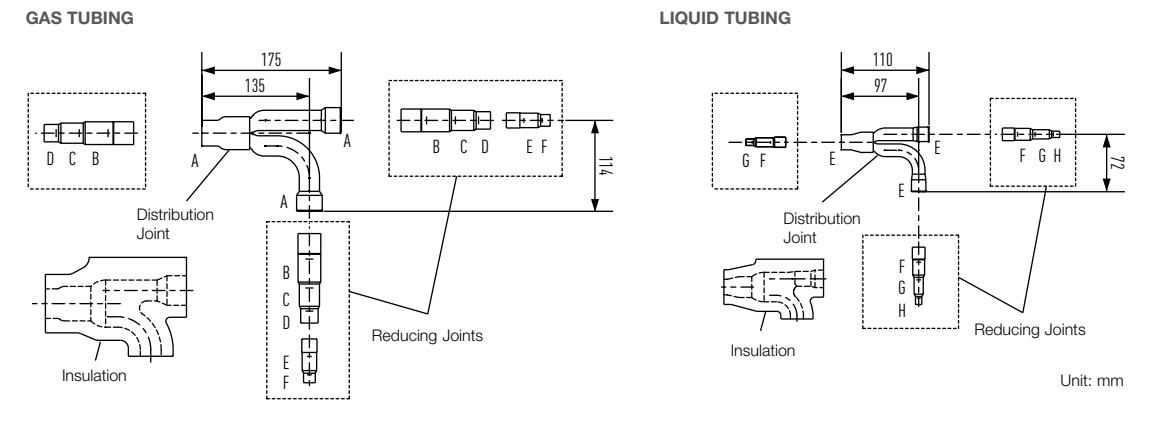 GAS TUBING
175
135
D C B
A
A
A
B C D E F
114
Distribution
Joint
B
C
D
E
F
Reducing Joints
Insulation
LIQUID TUBING
110
97
G F
E
E
E
F G H
72
Distribution
Joint
F
G
H
Reducing Joints
Insulation
Unit: mm